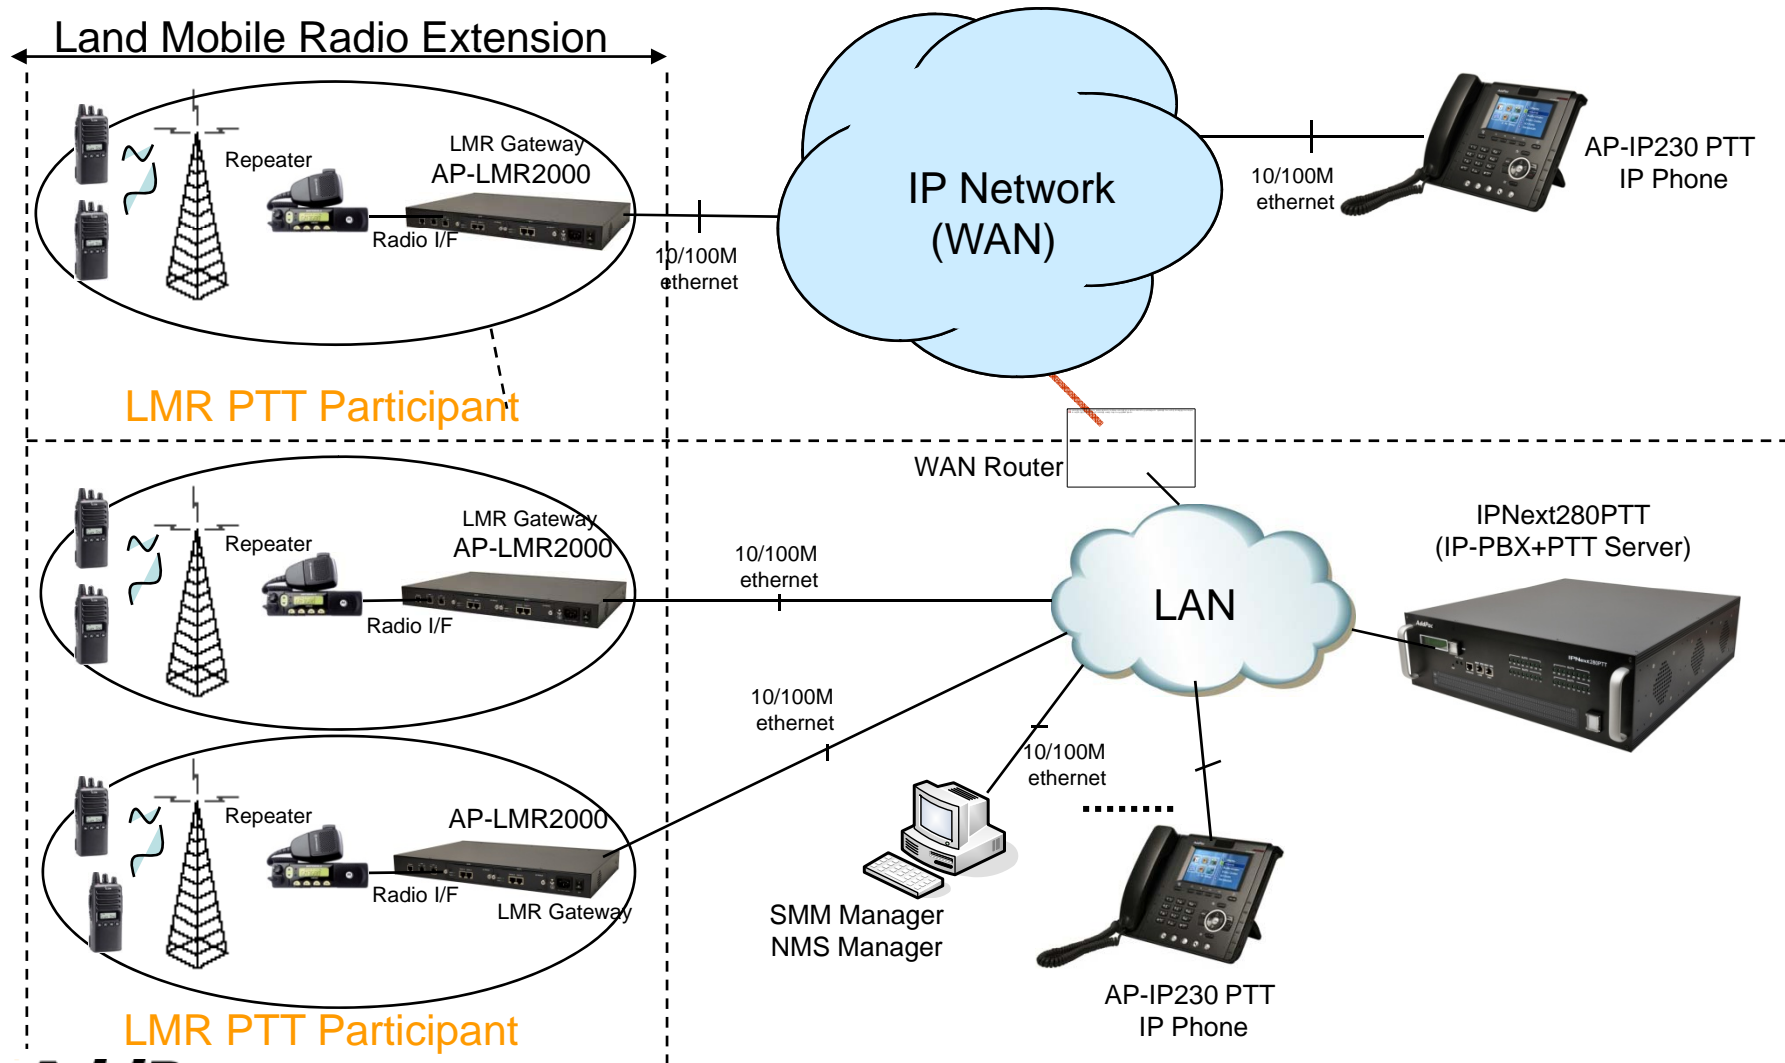 Land Mobile Radio Extension
LMR Gateway
AP-LMR2000
Repeater
Radio I/F
10/100M
ethernet
IP Network
(WAN)
10/100M
ethernet
AP-IP230 PTT
IP Phone
LMR PTT Participant
WAN Router
LMR Gateway
AP-LMR2000
Repeater
Radio I/F
10/100M
ethernet
LAN
IPNext280PTT
(IP-PBX+PTT Server)
AddPac
IPNext280PTT
10/100M
ethernet
10/100M
ethernet
AP-LMR2000
Repeater
Radio I/F
LMR Gateway
SMM Manager
NMS Manager
AP-IP230 PTT
IP Phone
LMR PTT Participant